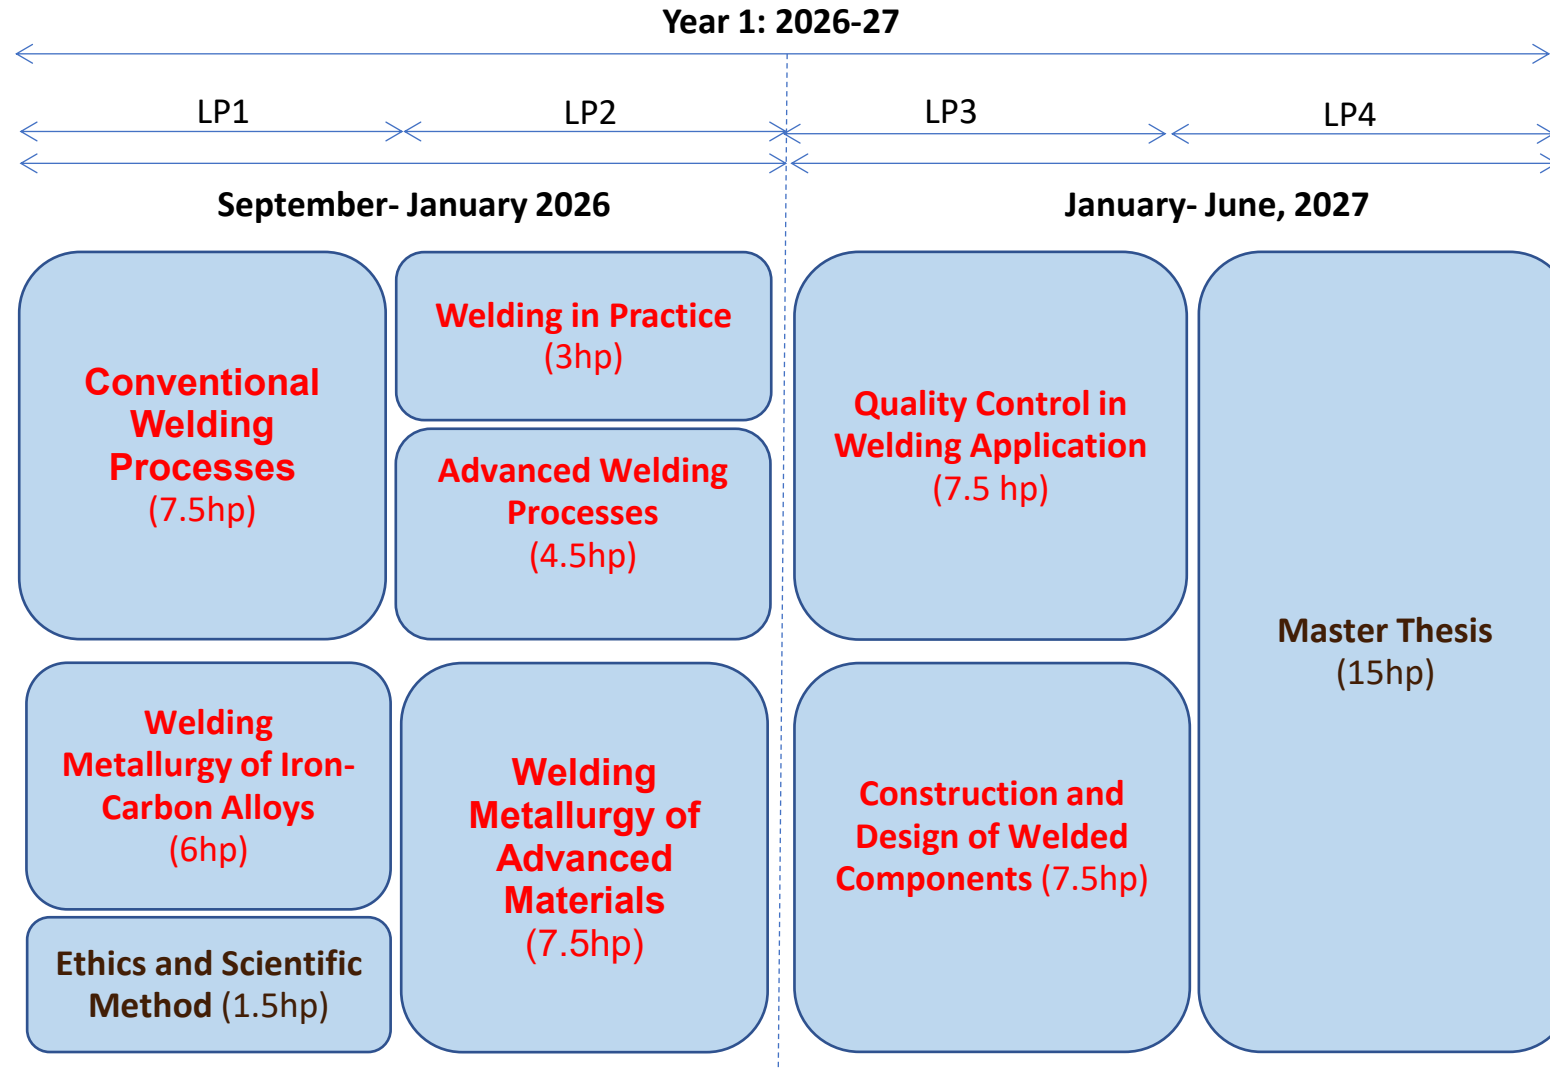 Year 1: 2026-27
LP1
LP2
LP3
LP4
September- January 2026
January- June, 2027
Conventional
Welding
Processes
(7.5hp)
Welding in Practice
(3hp)
Advanced Welding
Processes
(4.5hp)
Quality Control in
Welding Application
(7.5 hp)
Master Thesis
(15hp)
Welding
Metallurgy of Iron-
Carbon Alloys
(6hp)
Ethics and Scientific
Method (1.5hp)
Welding
Metallurgy of
Advanced
Materials
(7.5hp)
Construction and
Design of Welded
Components (7.5hp)